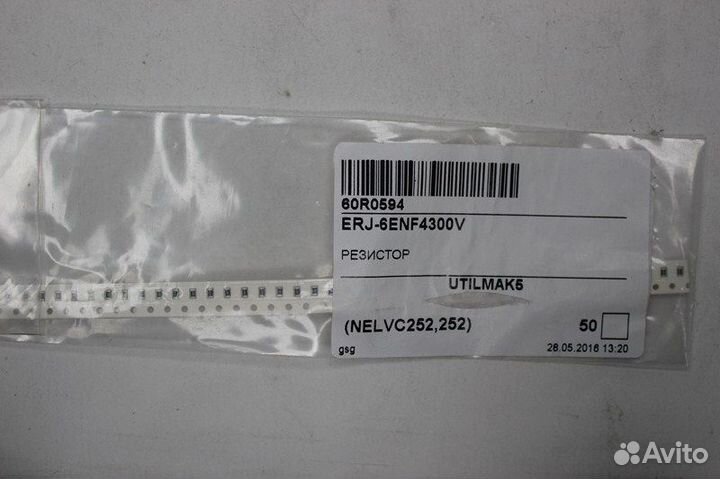 60R0594
ERJ-6ENF4300V
РЕЗИСТОР
UTILMAK5
(NELVC252,252) 50
gsg 28.05.2016 13:20
Avito